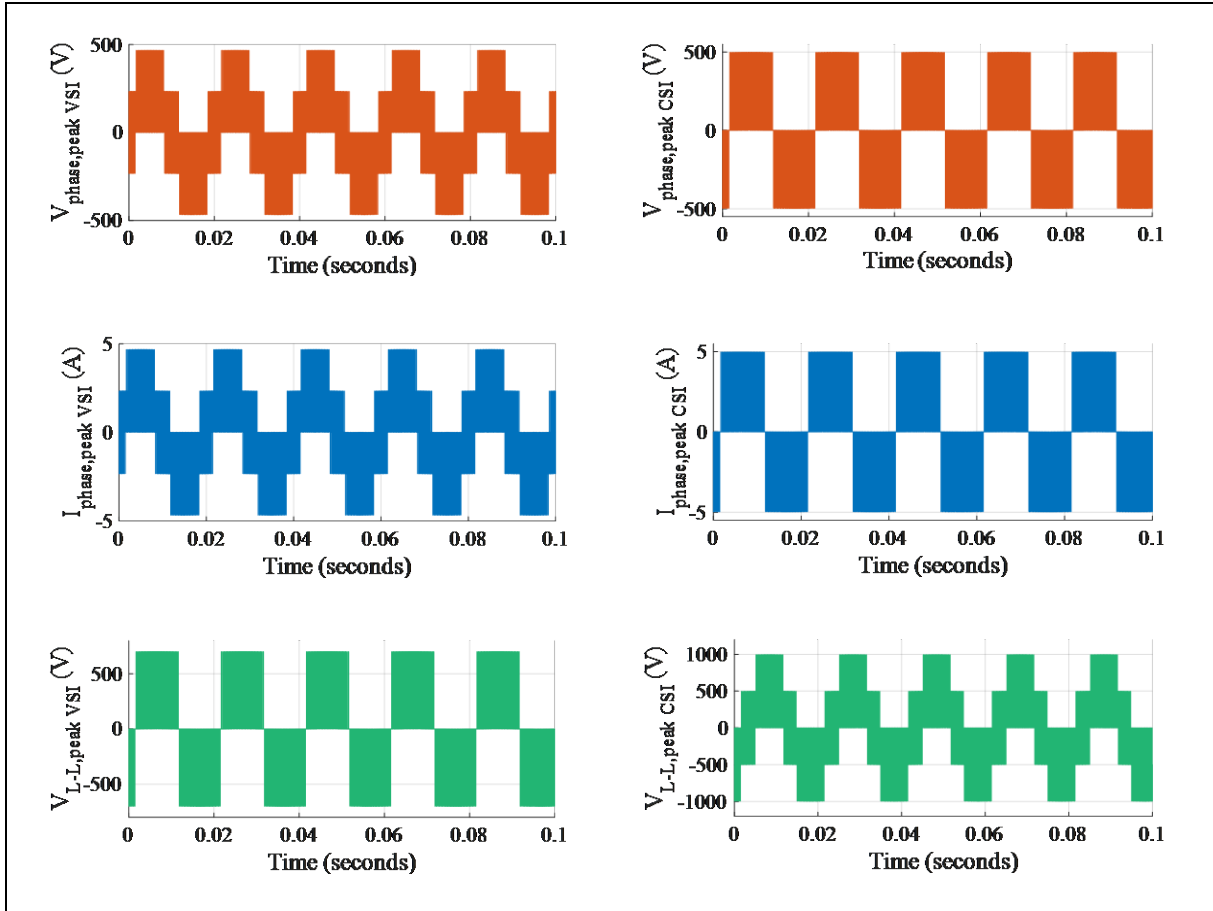 V_phase,peak VSI (V)
500
0
-500
0 0.02 0.04 0.06 0.08 0.1
Time (seconds)
V_phase,peak CSI (V)
500
0
-500
0 0.02 0.04 0.06 0.08 0.1
Time (seconds)
I_phase,peak VSI (A)
5
0
-5
0 0.02 0.04 0.06 0.08 0.1
Time (seconds)
I_phase,peak CSI (A)
5
0
-5
0 0.02 0.04 0.06 0.08 0.1
Time (seconds)
V_L-L,peak VSI (V)
500
0
-500
0 0.02 0.04 0.06 0.08 0.1
Time (seconds)
V_L-L,peak CSI (V)
1000
500
0
-500
-1000
0 0.02 0.04 0.06 0.08 0.1
Time (seconds)